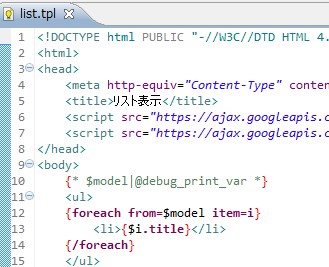 list.tpl
1 <!DOCTYPE html PUBLIC "-//W3C//DTD HTML 4.
2 <html>
3 <head>
4 <meta http-equiv="Content-Type" conten
5 <title>リスト表示</title>
6 <script src="https://ajax.googleapis.c
7 <script src="https://ajax.googleapis.c
8 </head>
9 <body>
10 {* $model|@debug_print_var *}
11 <ul>
12 {foreach from=$model item=i}
13 <li>{$i.title}</li>
14 {/foreach}
15 </ul>